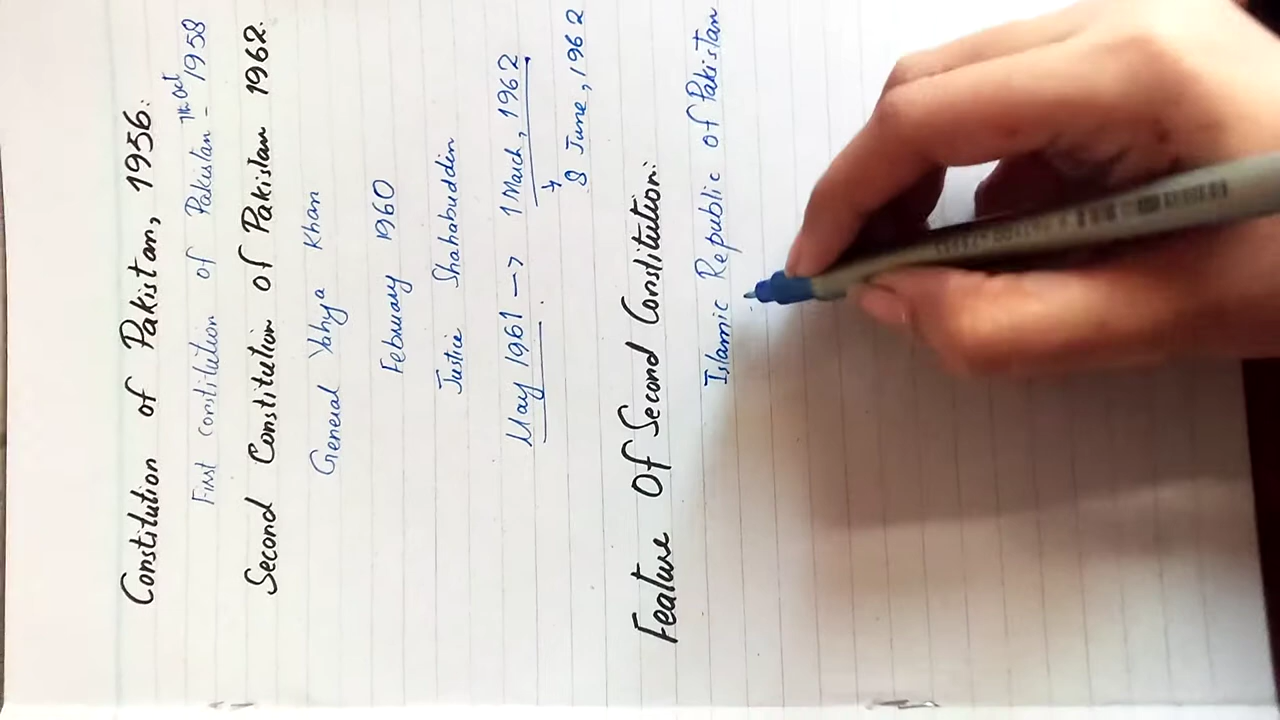 Constitution of Pakistan, 1956:
7th Oct
First constitution of Pakistan - 1958
Second Constitution of Pakistan 1962.
General Yahya Khan
February 1960
Justice Shahabuddin
May 1961 → 1 March, 1962
8 June, 1962
Feature Of Second Constitution:
Islamic Republic of Pakistan